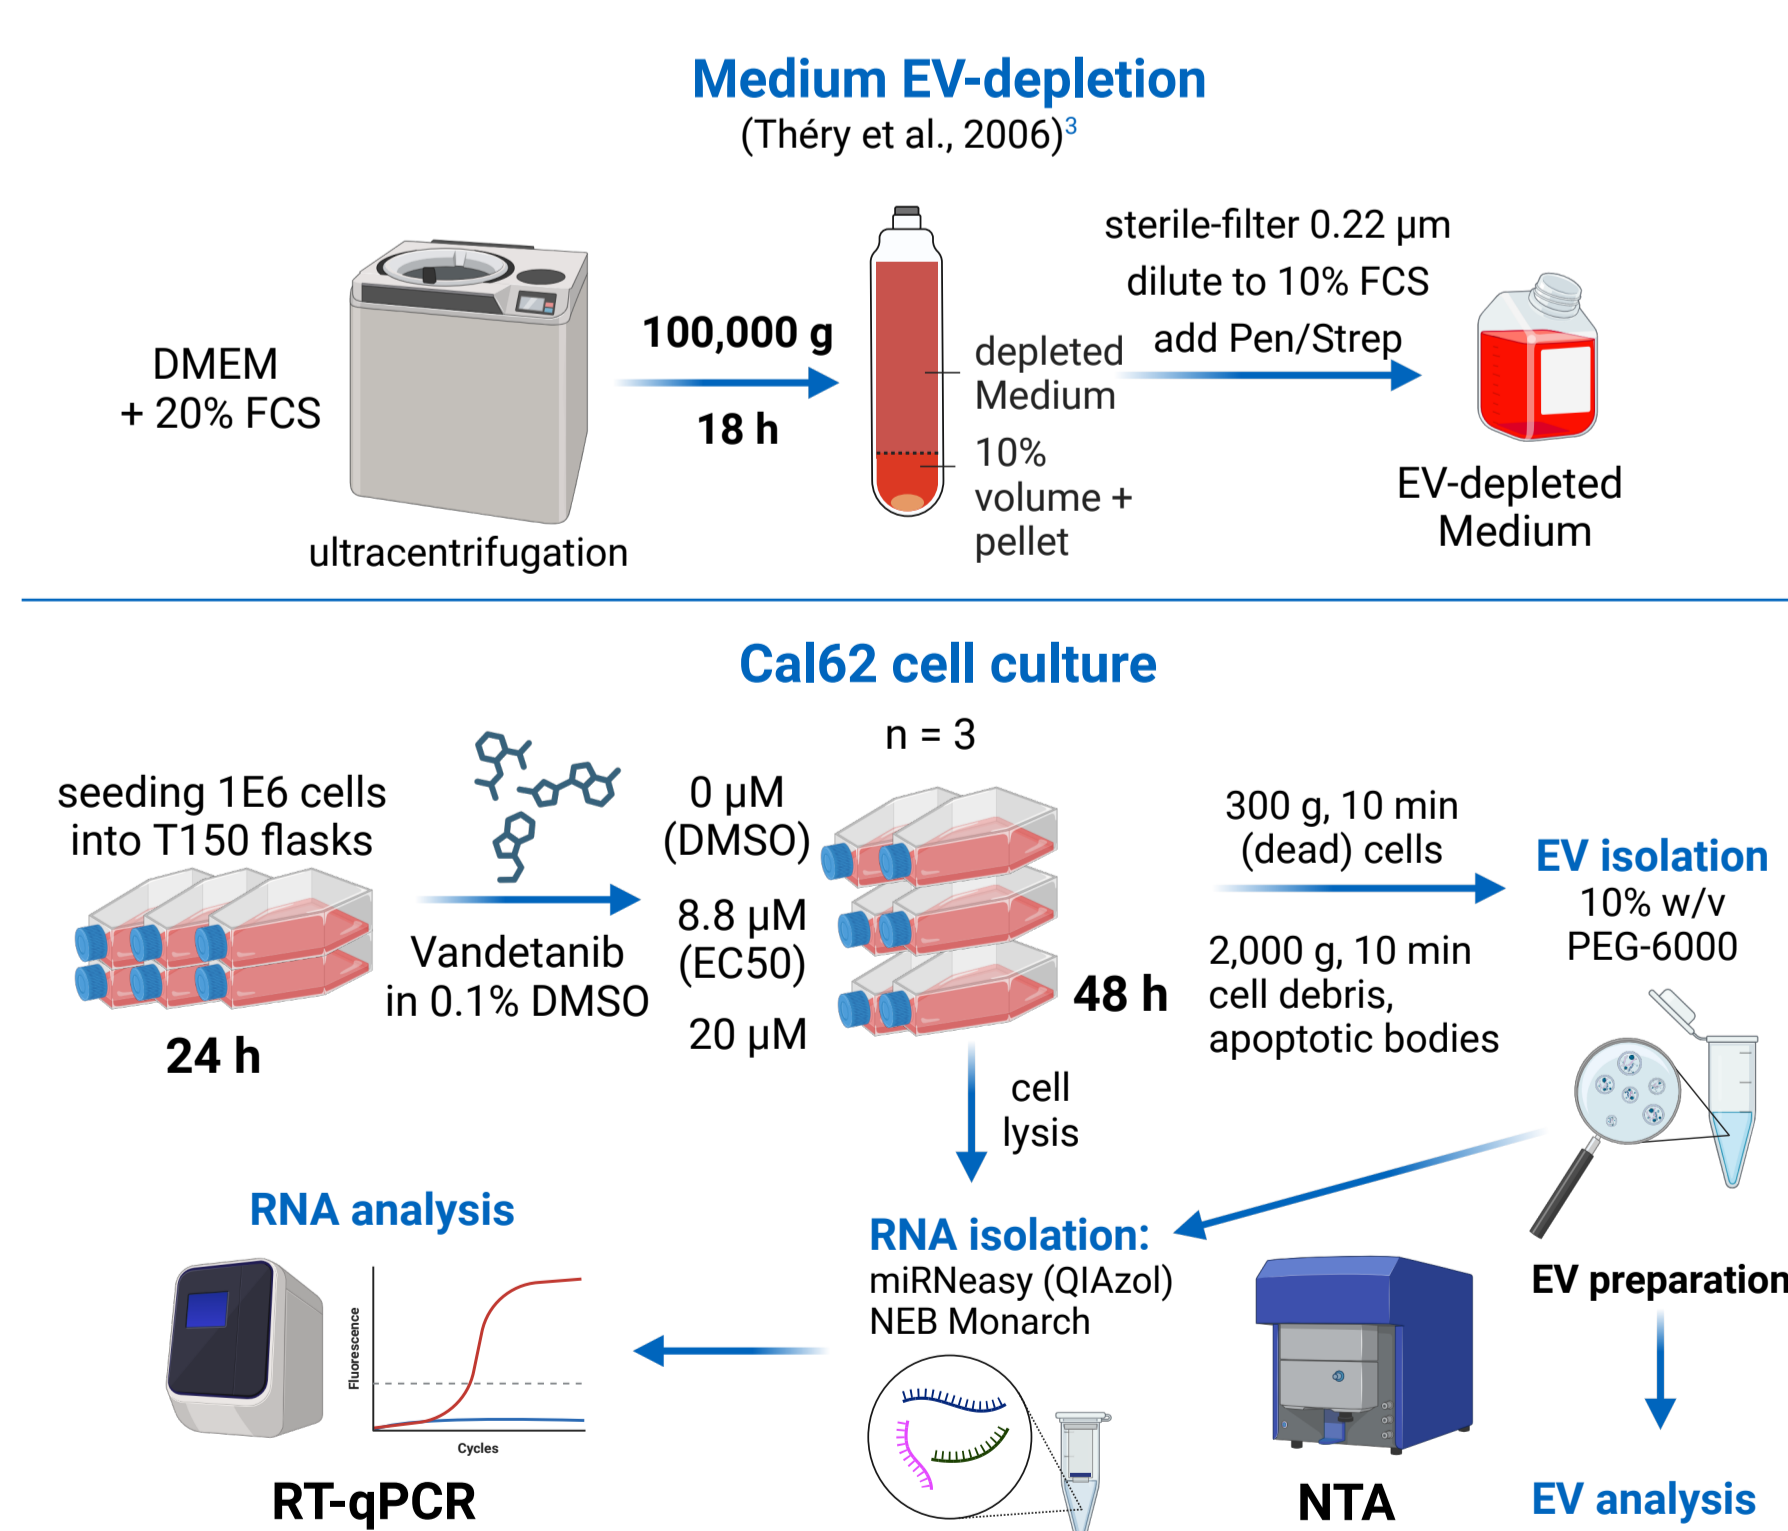 Medium EV-depletion
(Théry et al., 2006)3
DMEM
+ 20% FCS
ultracentrifugation
100,000 g
18 h
depleted
Medium
10%
volume +
pellet
sterile-filter 0.22 µm
dilute to 10% FCS
add Pen/Strep
EV-depleted
Medium
Cal62 cell culture
n = 3
seeding 1E6 cells
into T150 flasks
24 h
Vandetanib
in 0.1% DMSO
0 µM
(DMSO)
8.8 µM
(EC50)
20 µM
48 h
300 g, 10 min
(dead) cells
2,000 g, 10 min
cell debris,
apoptotic bodies
EV isolation
10% w/v
PEG-6000
cell
lysis
EV preparation
RNA isolation:
miRNeasy (QIAzol)
NEB Monarch
RNA analysis
Fluorescence
Cycles
RT-qPCR
NTA
EV analysis